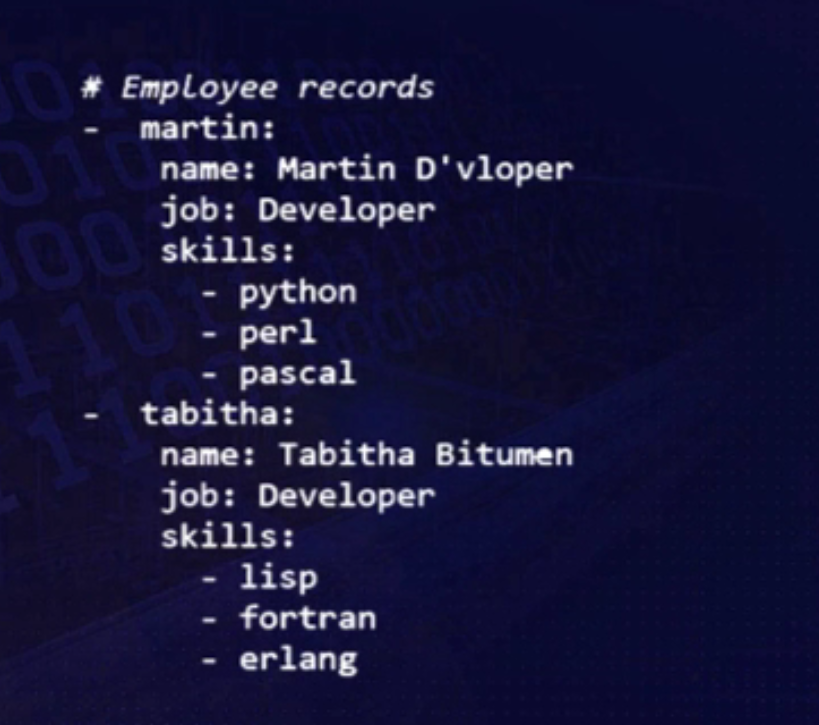 # Employee records
-  martin:
    name: Martin D'vloper
    job: Developer
    skills:
      - python
      - perl
      - pascal
-  tabitha:
    name: Tabitha Bitumen
    job: Developer
    skills:
      - lisp
      - fortran
      - erlang